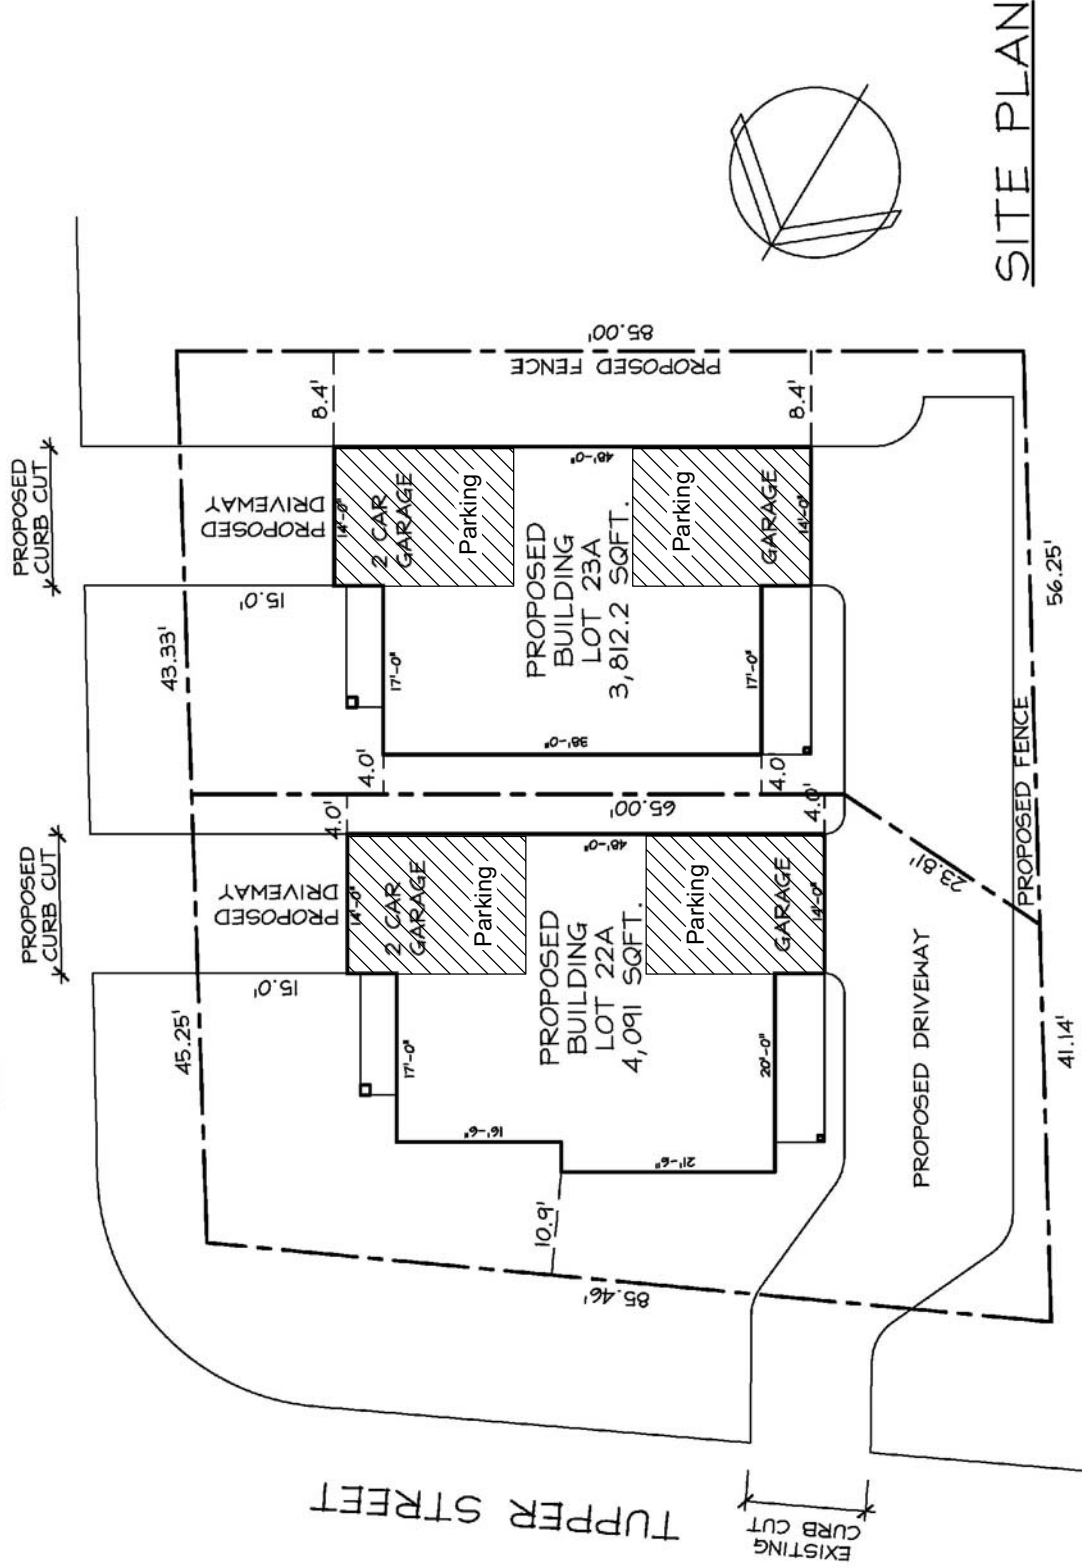 PROPOSED
CURB CUT
PROPOSED
CURB CUT
43.33'
45.25'
15.0'
15.0'
PROPOSED
DRIVEWAY
PROPOSED
DRIVEWAY
8.4'
8.4'
85.00'
PROPOSED FENCE
14'-0"
2 CAR
GARAGE
Parking
48'-0"
PROPOSED
BUILDING
LOT 23A
3,812.2 SQFT.
Parking
GARAGE
14'-0"
17'-0"
17'-0"
38'-0"
4.0'
4.0'
65.00'
4.0'
4.0'
14'-0"
2 CAR
GARAGE
Parking
48'-0"
PROPOSED
BUILDING
LOT 22A
4,091 SQFT.
Parking
GARAGE
14'-0"
17'-0"
20'-0"
16'-6"
21'-6"
10.9'
85.46'
23.81'
PROPOSED FENCE
56.25'
41.14'
PROPOSED DRIVEWAY
TUPPER STREET
EXISTING
CURB CUT
SITE PLAN